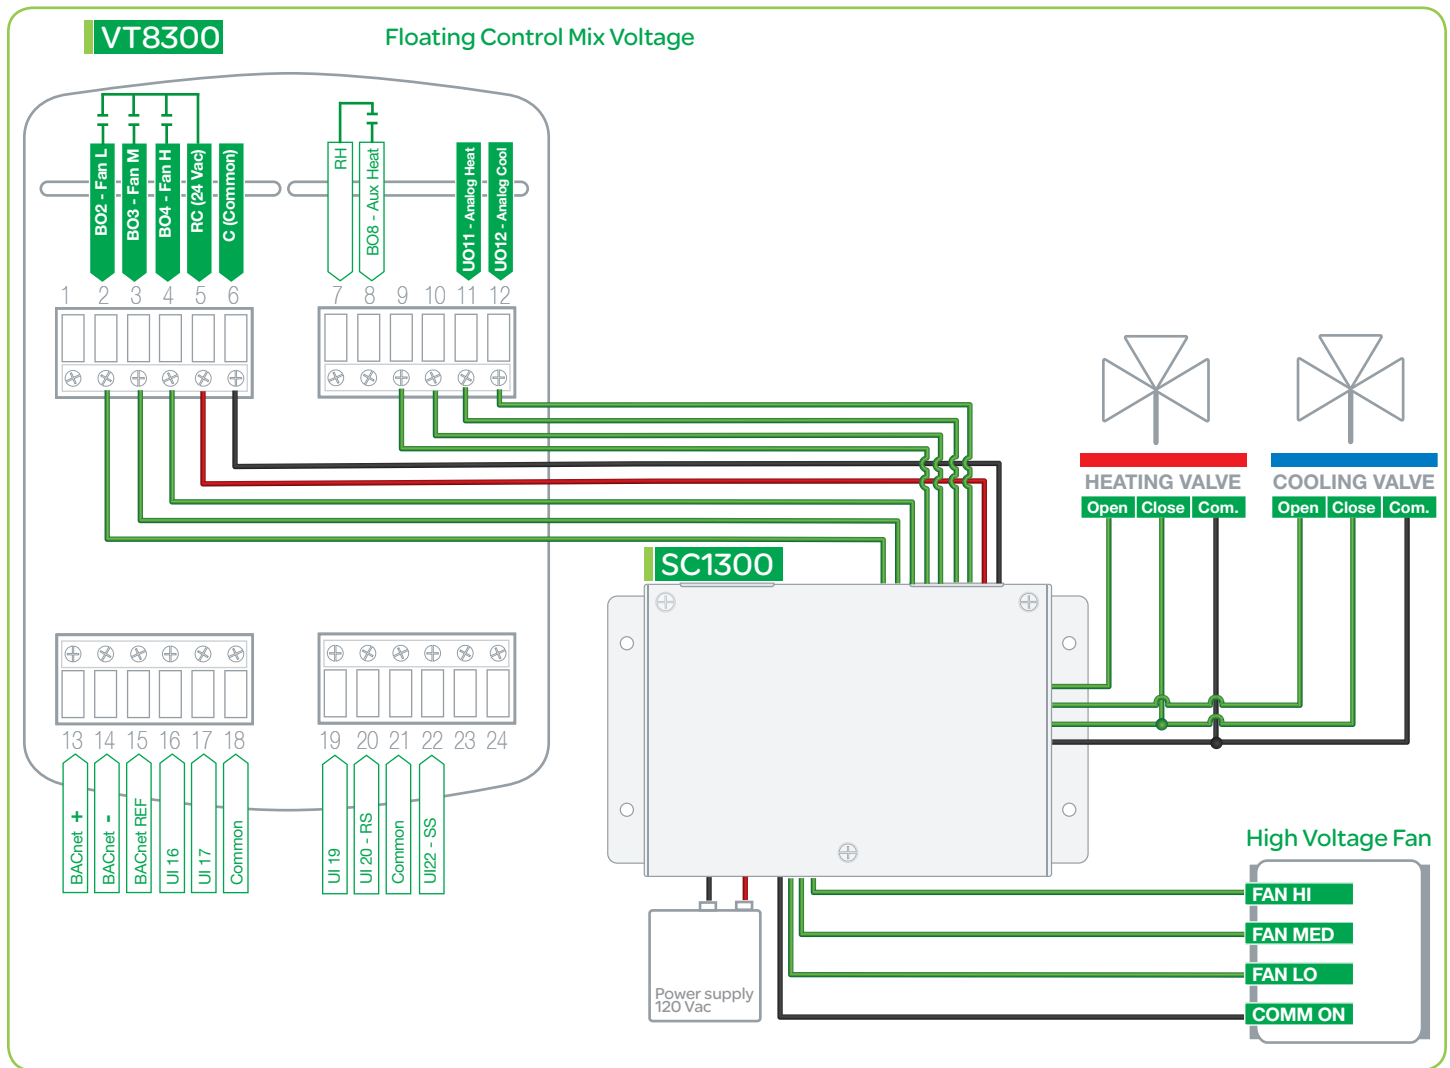 VT8300
Floating Control Mix Voltage
BO2 - Fan L
BO3 - Fan M
BO4 - Fan H
RC (24 Vac)
C (Common)
RH
BO8 - Aux Heat
UO11 - Analog Heat
UO12 - Analog Cool
1 2 3 4 5 6
7 8 9 10 11 12
HEATING VALVE
Open Close Com.
COOLING VALVE
Open Close Com.
SC1300
13 14 15 16 17 18
19 20 21 22 23 24
BACnet +
BACnet -
BACnet REF
UI 16
UI 17
Common
UI 19
UI 20 - RS
Common
UI22 - SS
High Voltage Fan
FAN HI
FAN MED
FAN LO
COMM ON
Power supply
120 Vac